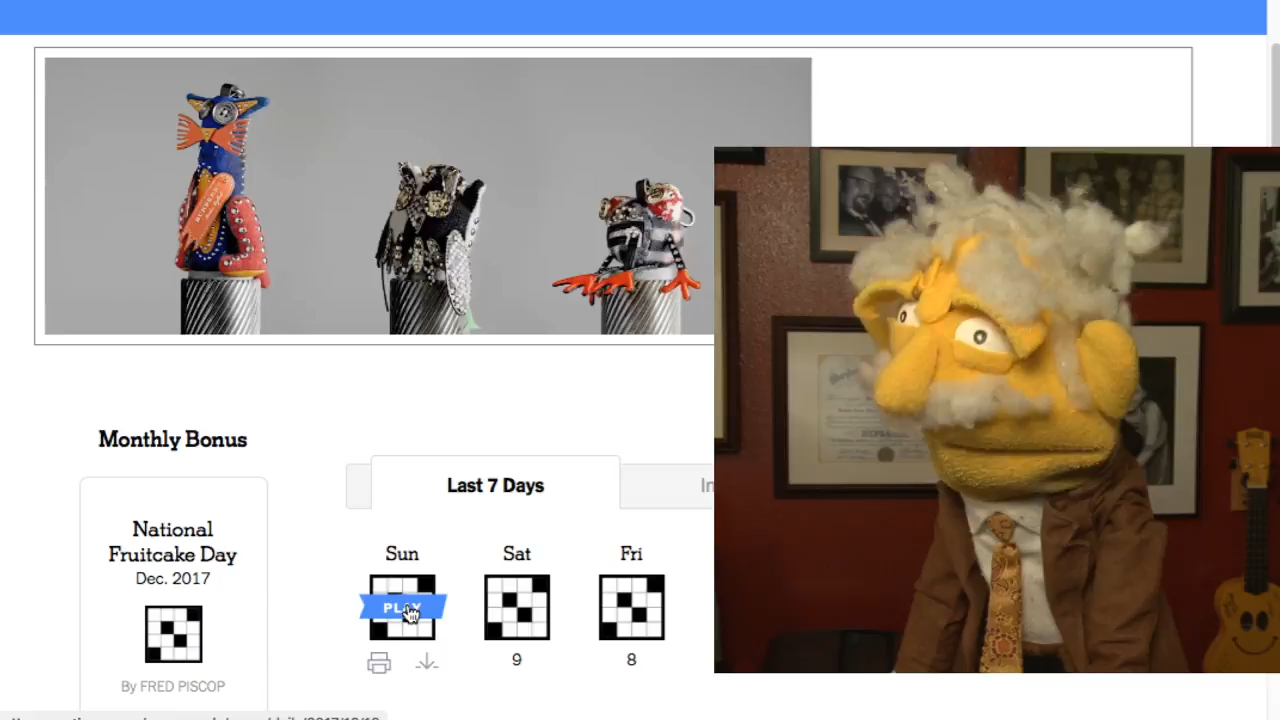 Monthly Bonus
National
Fruitcake Day
Dec. 2017
By FRED PISCOP
Last 7 Days
In
Sun
Sat
Fri
PLAY
9
8